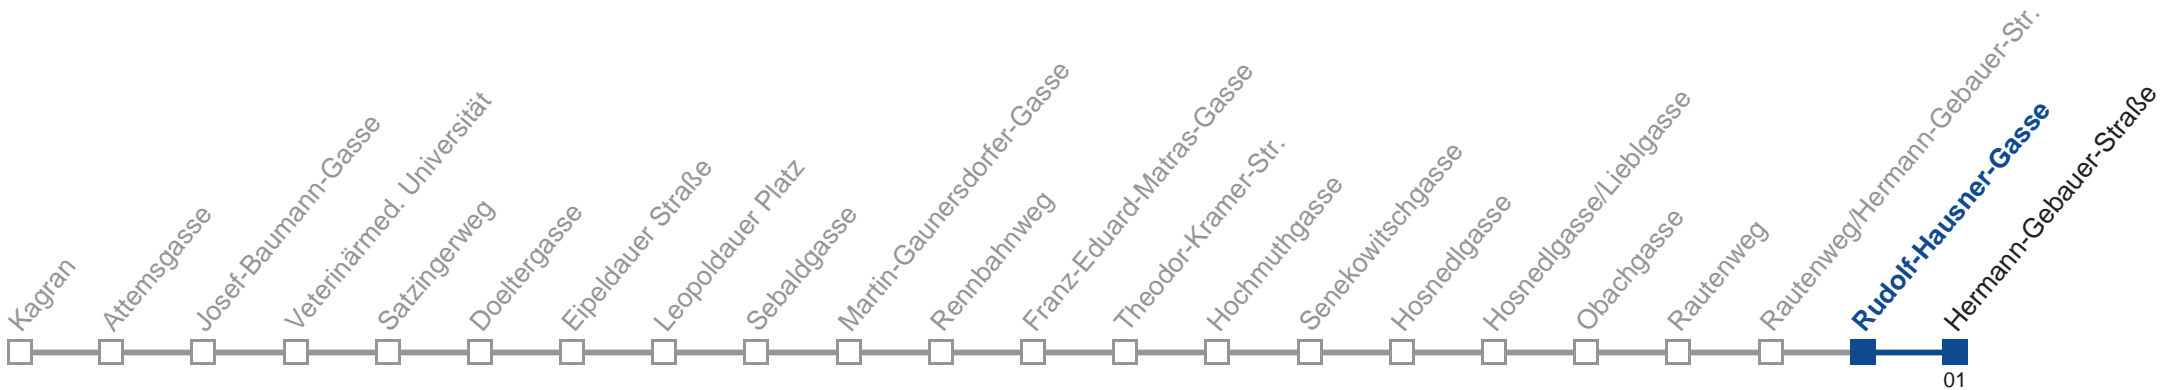 Kagran
Attemsgasse
Josef-Baumann-Gasse
Veterinärmed. Universität
Satzingerweg
Doeltergasse
Eipeldauer Straße
Leopoldauer Platz
Sebaldgasse
Martin-Gaunersdorfer-Gasse
Rennbahnweg
Franz-Eduard-Matras-Gasse
Theodor-Kramer-Str.
Hochmuthgasse
Senekowitschgasse
Hosnedlgasse
Hosnedlgasse/Lieblgasse
Obachgasse
Rautenweg
Rautenweg/Hermann-Gebauer-Str.
Rudolf-Hausner-Gasse
Hermann-Gebauer-Straße
01